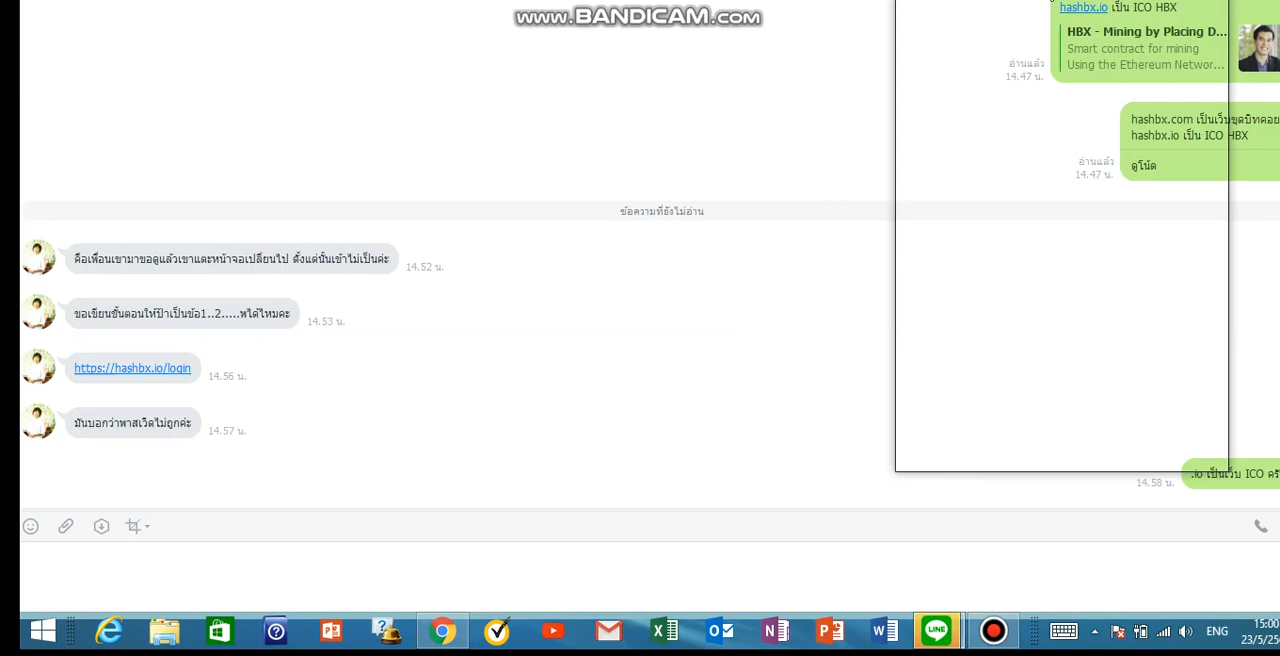 www.BANDICAM.com
hashbx.io เป็น ICO HBX
HBX - Mining by Placing D...
Smart contract for mining
Using the Ethereum Networ...
อ่านแล้ว
14.47 น.
hashbx.com เป็นเว็บขุดบิทคอย
hashbx.io เป็น ICO HBX
อ่านแล้ว
14.47 น.
ดูโน้ต
ข้อความที่ยังไม่อ่าน
คือเพื่อนเขามาขอดูแล้วเขาแตะหน้าจอเปลี่ยนไป ตั้งแต่นั้นเข้าไม่เป็นค่ะ
14.52 น.
ขอเขียนขั้นตอนให้ป้าเป็นข้อ1..2.....พได้ไหมคะ
14.53 น.
https://hashbx.io/login
14.56 น.
มันบอกว่าพาสเวิดไม่ถูกค่ะ
14.57 น.
.io เป็นเว็บ ICO ครั
14.58 น.
LINE
ENG
15:00
23/5/25